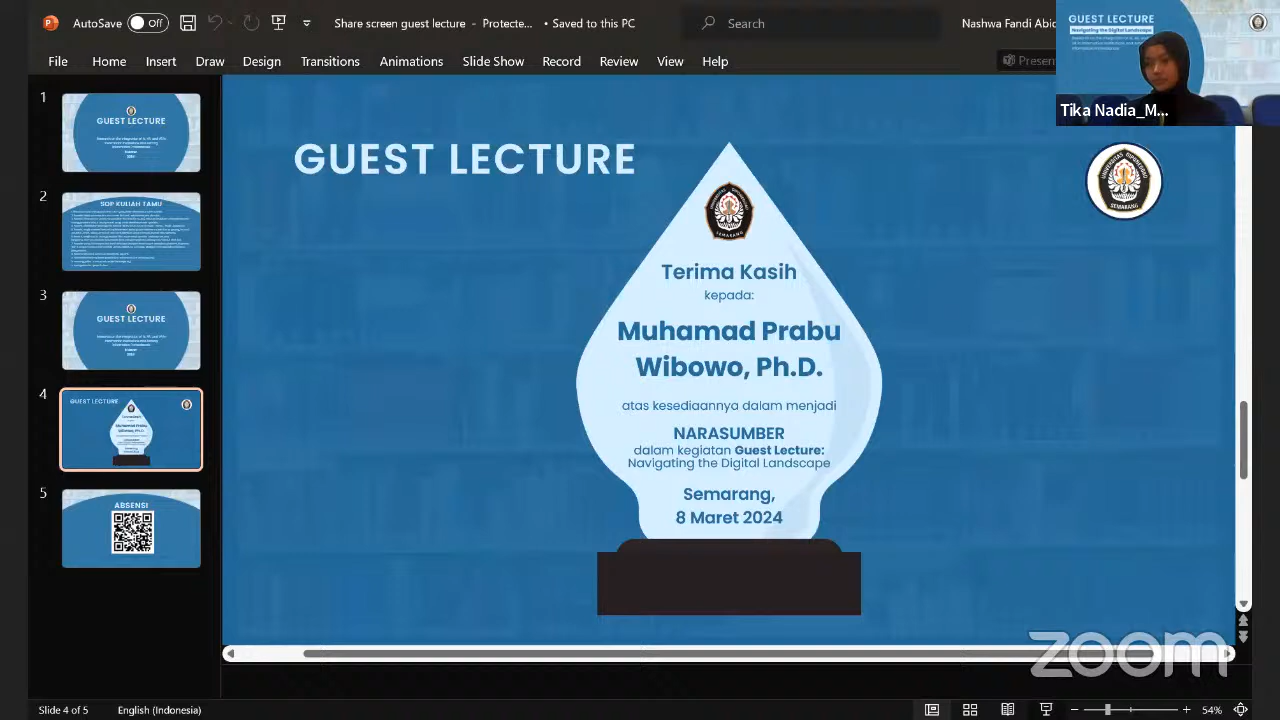 AutoSave Off
Share screen guest lecture - Protecte... • Saved to this PC
Search
Nashwa Fandi Abid
File Home Insert Draw Design Transitions Slide Show Record Review View Help
Presen
GUEST LECTURE
Navigating the Digital Landscape
Tika Nadia_M...
1
GUEST LECTURE
2
SOP KULIAH TAMU
3
GUEST LECTURE
4
GUEST LECTURE
Muhamad Prabu
Wibowo, Ph.D.
5
ABSENSI
GUEST LECTURE
UNIVERSITAS DIPONEGORO
SEMARANG
SEMARANG
Terima Kasih
kepada:
Muhamad Prabu
Wibowo, Ph.D.
atas kesediaannya dalam menjadi
NARASUMBER
dalam kegiatan Guest Lecture:
Navigating the Digital Landscape
Semarang,
8 Maret 2024
zoom
Slide 4 of 5
English (Indonesia)
54%